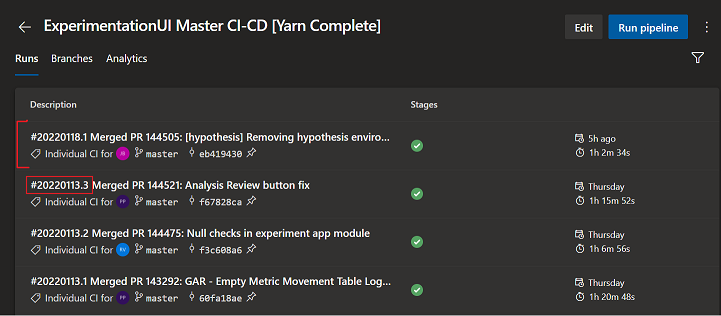 ExperimentationUI Master CI-CD [Yarn Complete]
Edit
Run pipeline
Runs Branches Analytics
Description Stages
#20220118.1 Merged PR 144505: [hypothesis] Removing hypothesis enviro...
Individual CI for master eb419430
5h ago
1h 2m 34s
#20220113.3 Merged PR 144521: Analysis Review button fix
Individual CI for PP master f67828ca
Thursday
1h 15m 52s
#20220113.2 Merged PR 144475: Null checks in experiment app module
Individual CI for RV master f3c608a6
Thursday
1h 6m 56s
#20220113.1 Merged PR 143292: GAR - Empty Metric Movement Table Log...
Individual CI for PP master 60fa18ae
Thursday
1h 20m 48s